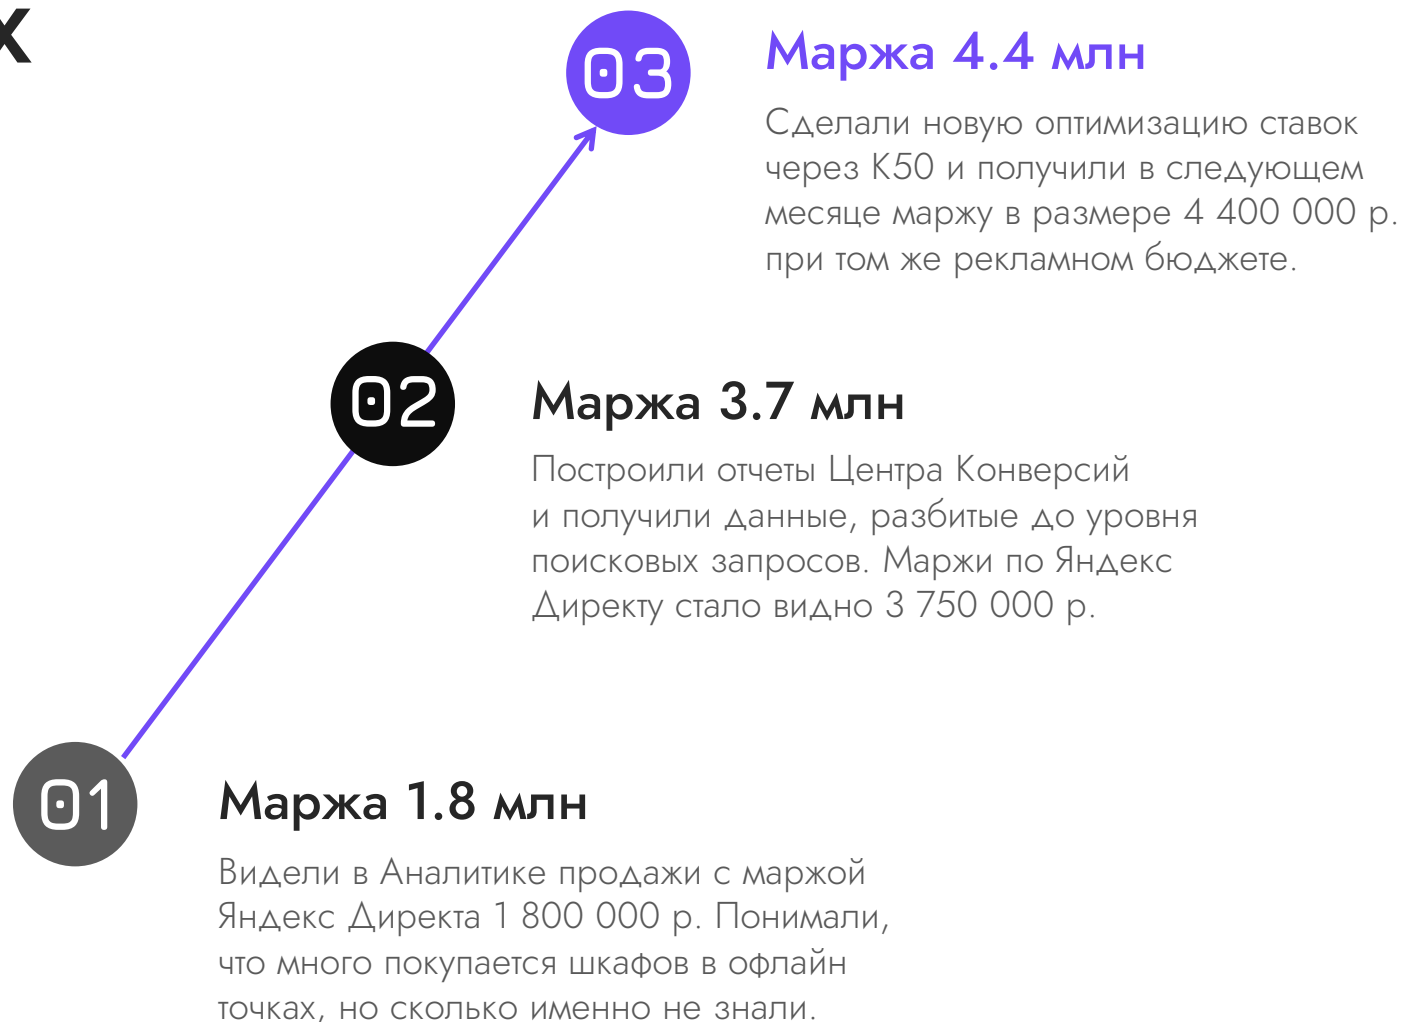 х
03
Маржа 4.4 млн
Сделали новую оптимизацию ставок
через К50 и получили в следующем
месяце маржу в размере 4 400 000 р.
при том же рекламном бюджете.
02
Маржа 3.7 млн
Построили отчеты Центра Конверсий
и получили данные, разбитые до уровня
поисковых запросов. Маржи по Яндекс
Директу стало видно 3 750 000 р.
01
Маржа 1.8 млн
Видели в Аналитике продажи с маржой
Яндекс Директа 1 800 000 р. Понимали,
что много покупается шкафов в офлайн
точках, но сколько именно не знали.